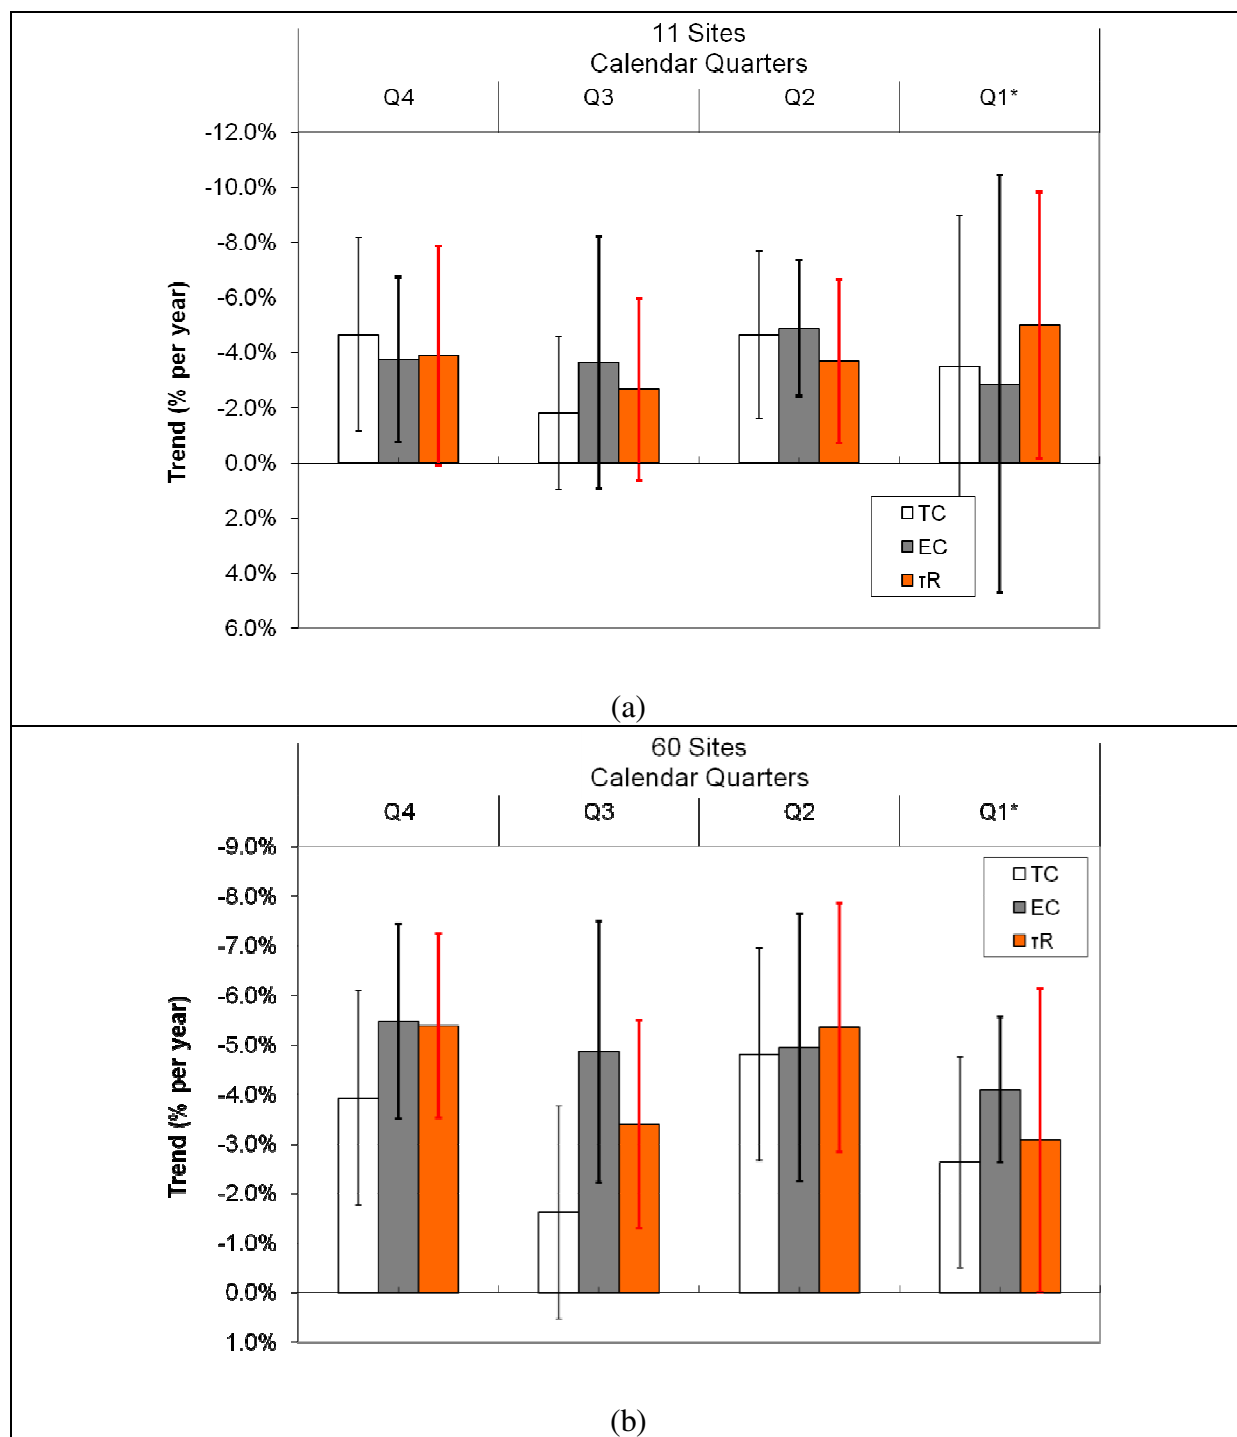 11 Sites
Calendar Quarters
Q4 Q3 Q2 Q1*
-12.0%
-10.0%
-8.0%
-6.0%
-4.0%
-2.0%
0.0%
2.0%
4.0%
6.0%
Trend (% per year)
TC
EC
τR
(a)
60 Sites
Calendar Quarters
Q4 Q3 Q2 Q1*
-9.0%
-8.0%
-7.0%
-6.0%
-5.0%
-4.0%
-3.0%
-2.0%
-1.0%
0.0%
1.0%
Trend (% per year)
TC
EC
τR
(b)